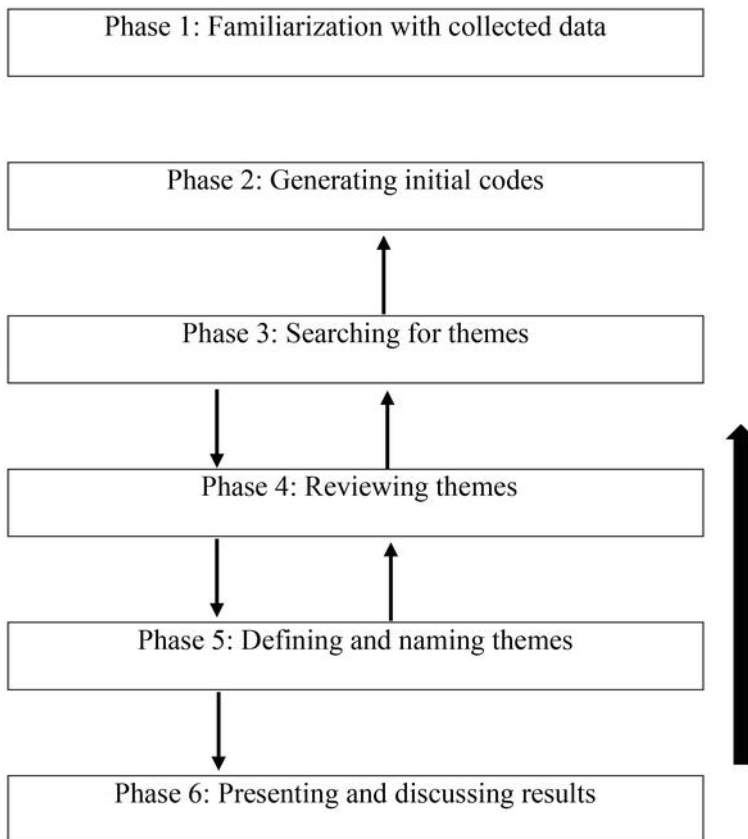 Phase 1: Familiarization with collected data
Phase 2: Generating initial codes
Phase 3: Searching for themes
Phase 4: Reviewing themes
Phase 5: Defining and naming themes
Phase 6: Presenting and discussing results